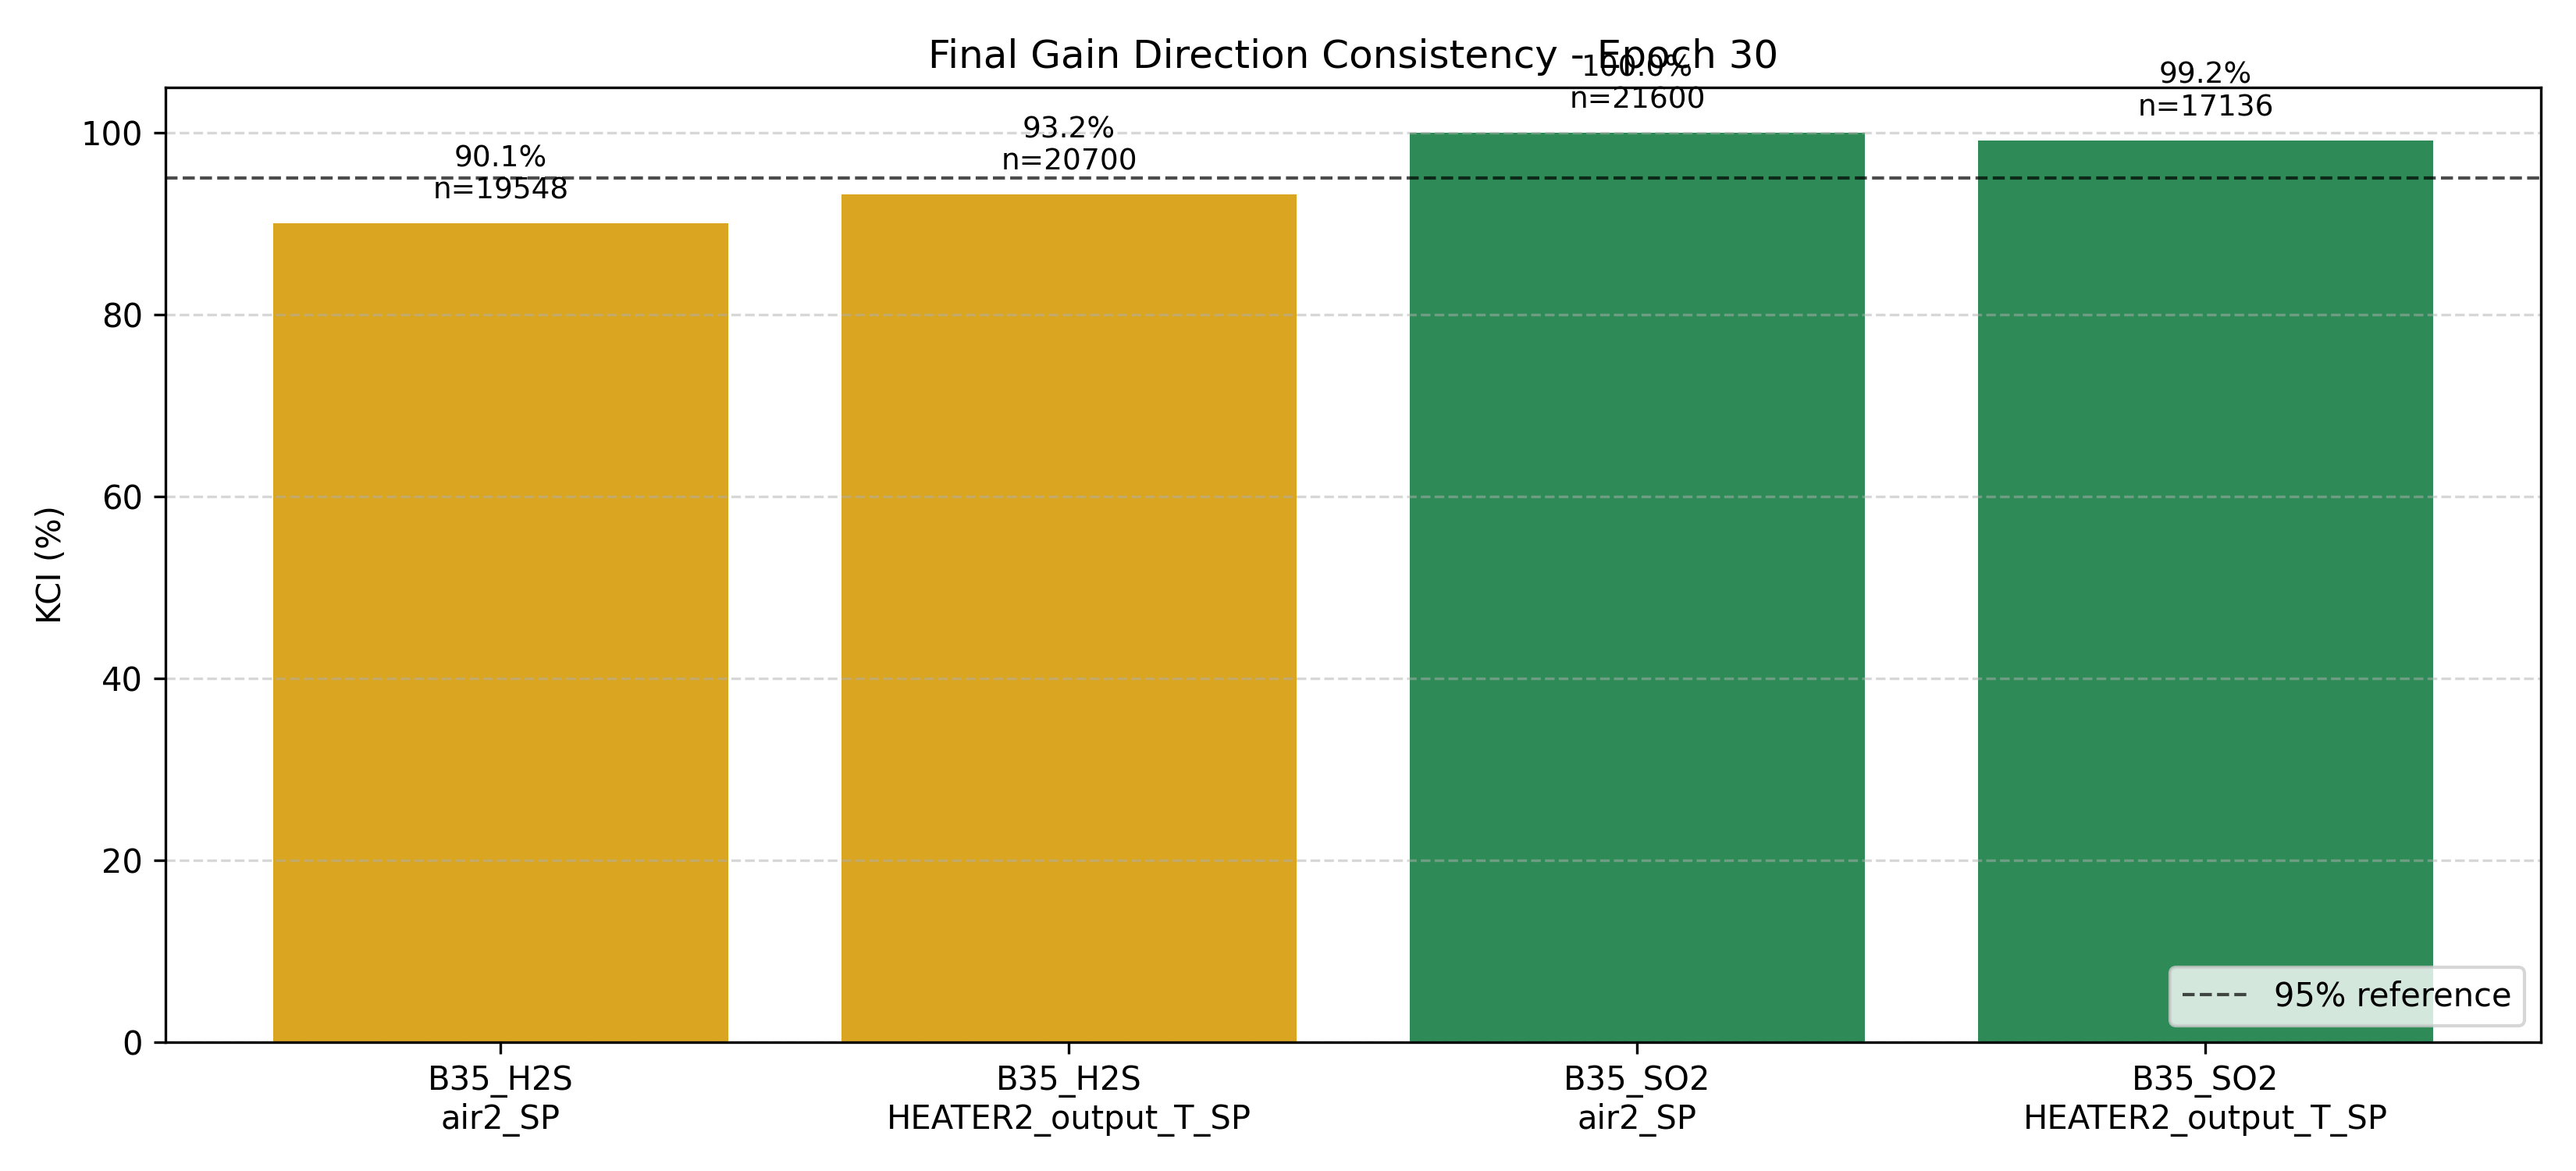 Final Gain Direction Consistency - Epoch 30
90.1%
n=19548
93.2%
n=20700
100.0%
n=21600
99.2%
n=17136
KCI (%)
100
80
60
40
20
0
95% reference
B35_H2S
air2_SP
B35_H2S
HEATER2_output_T_SP
B35_SO2
air2_SP
B35_SO2
HEATER2_output_T_SP